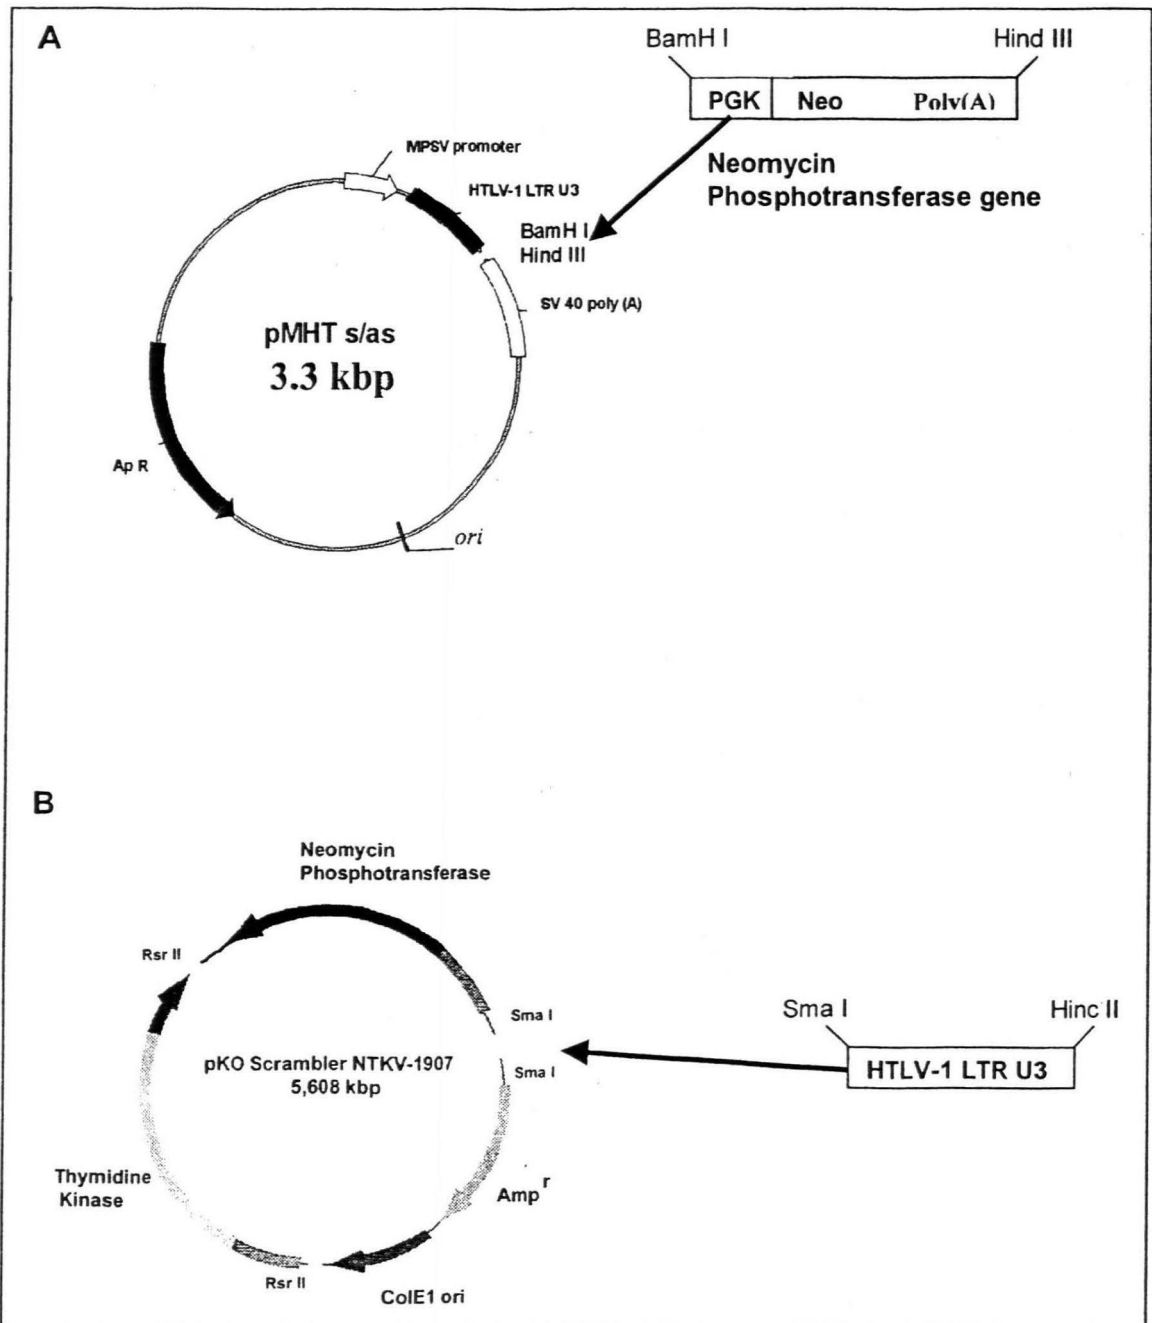 A
BamH I
Hind III
PGK Neo Polv(A)
Neomycin
Phosphotransferase gene
MPSV promoter
HTLV-1 LTR U3
BamH I
Hind III
SV 40 poly (A)
pMHT s/as
3.3 kbp
Ap R
ori
B
Neomycin
Phosphotransferase
Rsr II
Sma I
Sma I
pKO Scrambler NTKV-1907
5,608 kbp
Thymidine
Kinase
Amp r
Rsr II
ColE1 ori
Sma I
Hinc II
HTLV-1 LTR U3